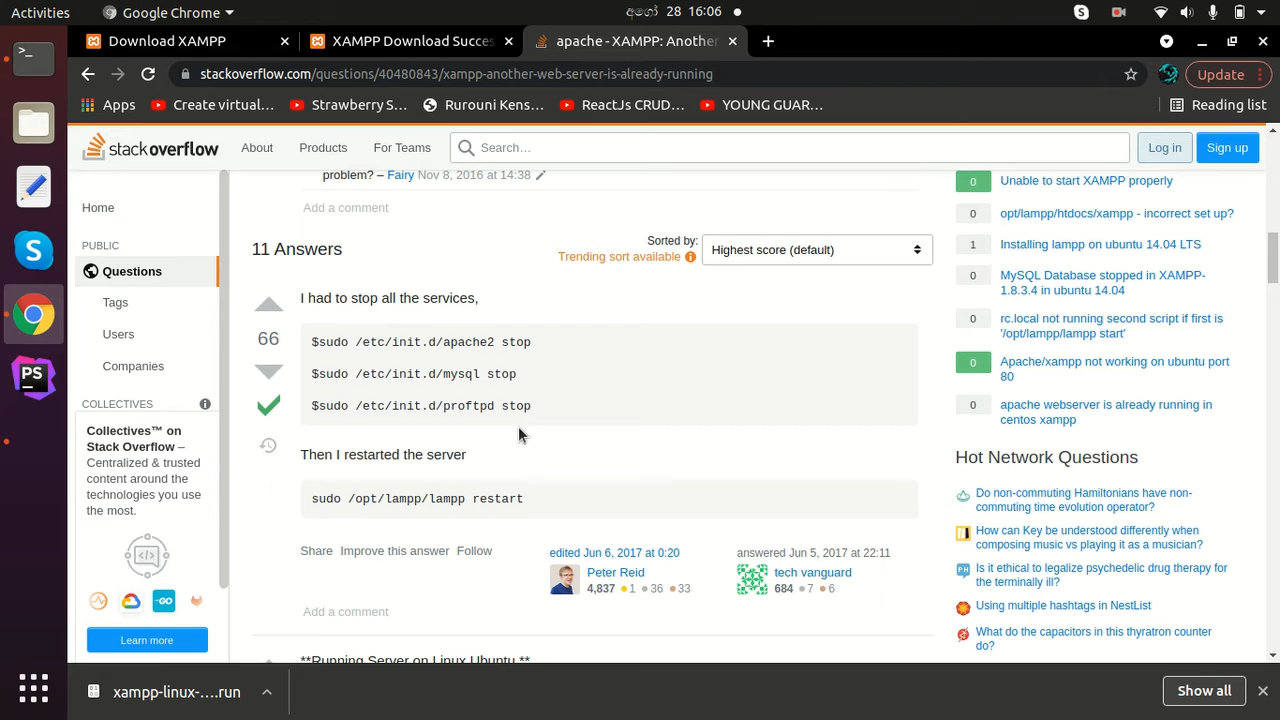 Activities
Google Chrome
අගෝ 28 16:06
Download XAMPP
XAMPP Download Succes
apache - XAMPP: Another
stackoverflow.com/questions/40480843/xampp-another-web-server-is-already-running
Update
Apps
Create virtual...
Strawberry S...
Rurouni Kens...
ReactJs CRUD...
YOUNG GUAR...
Reading list
stackoverflow
About
Products
For Teams
Search...
Log in
Sign up
Home
PUBLIC
Questions
Tags
Users
Companies
COLLECTIVES
Collectives™ on
Stack Overflow –
Centralized & trusted
content around the
technologies you use
the most.
Learn more
problem? – Fairy Nov 8, 2016 at 14:38
Add a comment
11 Answers
Sorted by:
Trending sort available
Highest score (default)
66
I had to stop all the services,
$sudo /etc/init.d/apache2 stop
$sudo /etc/init.d/mysql stop
$sudo /etc/init.d/proftpd stop
Then I restarted the server
sudo /opt/lampp/lampp restart
Share Improve this answer Follow
edited Jun 6, 2017 at 0:20
Peter Reid
4,837 1 36 33
answered Jun 5, 2017 at 22:11
tech vanguard
684 7 6
Add a comment
**Running Server on Linux Ubuntu **
0 Unable to start XAMPP properly
0 opt/lampp/htdocs/xampp - incorrect set up?
1 Installing lampp on ubuntu 14.04 LTS
0 MySQL Database stopped in XAMPP-
1.8.3.4 in ubuntu 14.04
0 rc.local not running second script if first is
'/opt/lampp/lampp start'
0 Apache/xampp not working on ubuntu port
80
0 apache webserver is already running in
centos xampp
Hot Network Questions
Do non-commuting Hamiltonians have non-
commuting time evolution operator?
How can Key be understood differently when
composing music vs playing it as a musician?
Is it ethical to legalize psychedelic drug therapy for
the terminally ill?
Using multiple hashtags in NestList
What do the capacitors in this thyratron counter
do?
PS
xampp-linux-....run
Show all